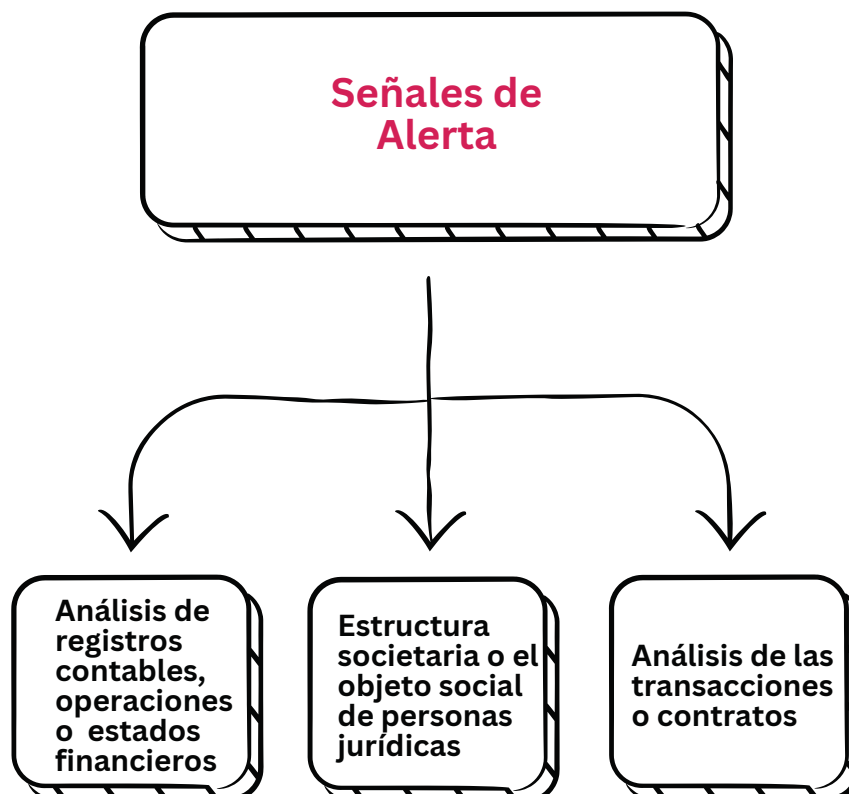 Señales de
Alerta
Análisis de
registros
contables,
operaciones
o estados
financieros
Estructura
societaria o el
objeto social
de personas
jurídicas
Análisis de las
transacciones
o contratos